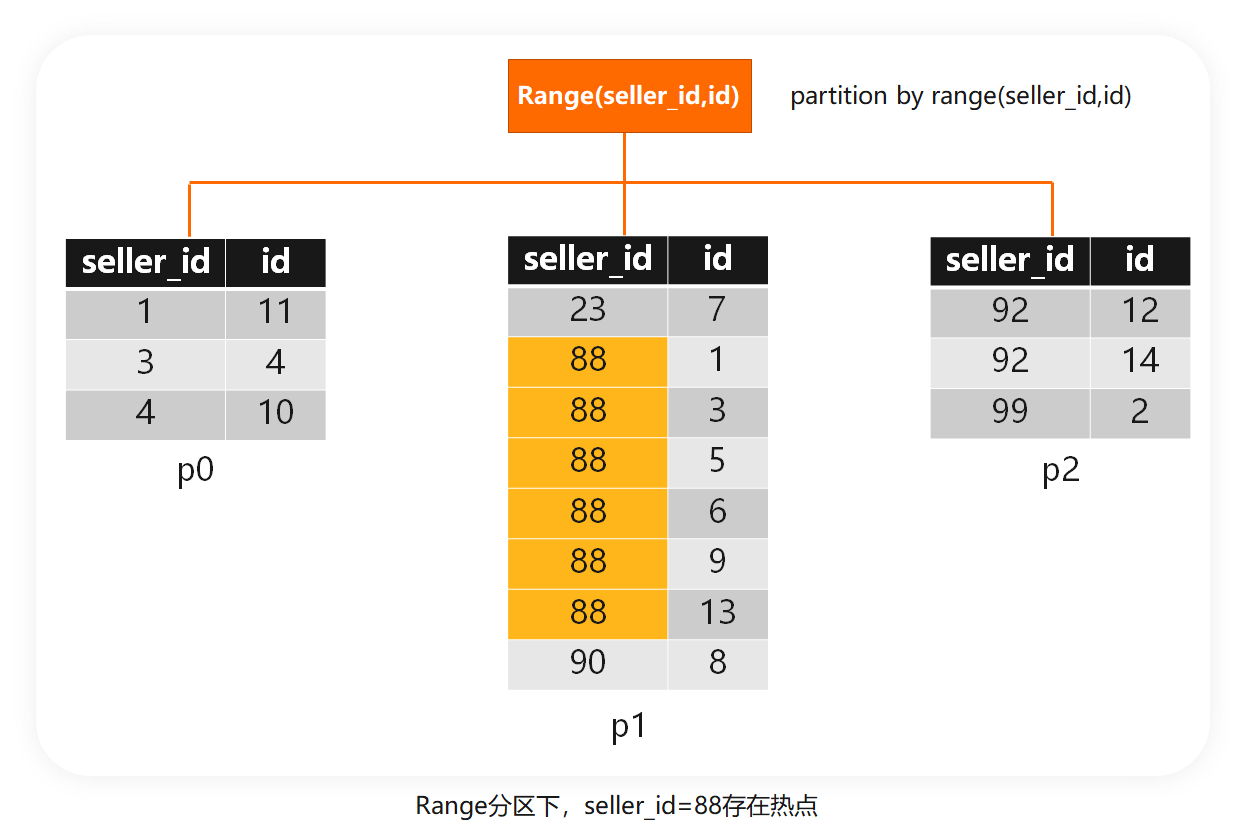 Range(seller_id,id)
partition by range(seller_id,id)
seller_id id
1 11
3 4
4 10
p0
seller_id id
23 7
88 1
88 3
88 5
88 6
88 9
88 13
90 8
p1
seller_id id
92 12
92 14
99 2
p2
Range分区下，seller_id=88存在热点